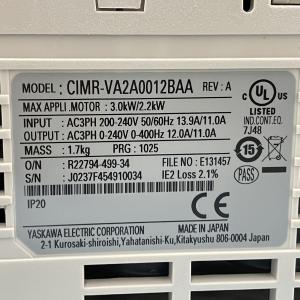 MODEL : CIMR-VA2A0012BAA REV : A
MAX APPLI . MOTOR : 3.0kW/2.2kW
INPUT : AC3PH 200-240V 50/60Hz 13.9A/11.0A
OUTPUT : AC3PH 0-240V 0-400Hz 12.0A/11.0A
MASS : 1.7kg PRG : 1025
O/N : R22794-499-34 FILE NO : E131457
S/N : J0237F454910034 IE2 Loss 2.1%
IP20
C UL US
LISTED
IND.CONT.EQ.
7J48
15
PASS
CE
YASKAWA ELECTRIC CORPORATION MADE IN JAPAN
2-1 Kurosaki-shiroishi, Yahatanishi-Ku, Kitakyushu 806-0004 Japan